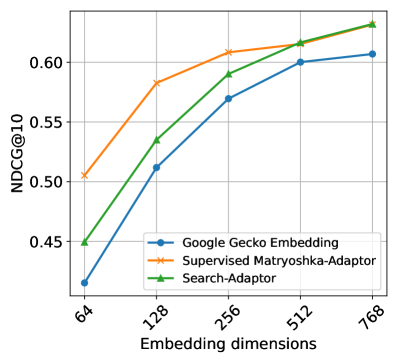 NDCG@10
0.60
0.55
0.50
0.45
Google Gecko Embedding
Supervised Matryoshka-Adaptor
Search-Adaptor
64
128
256
512
768
Embedding dimensions